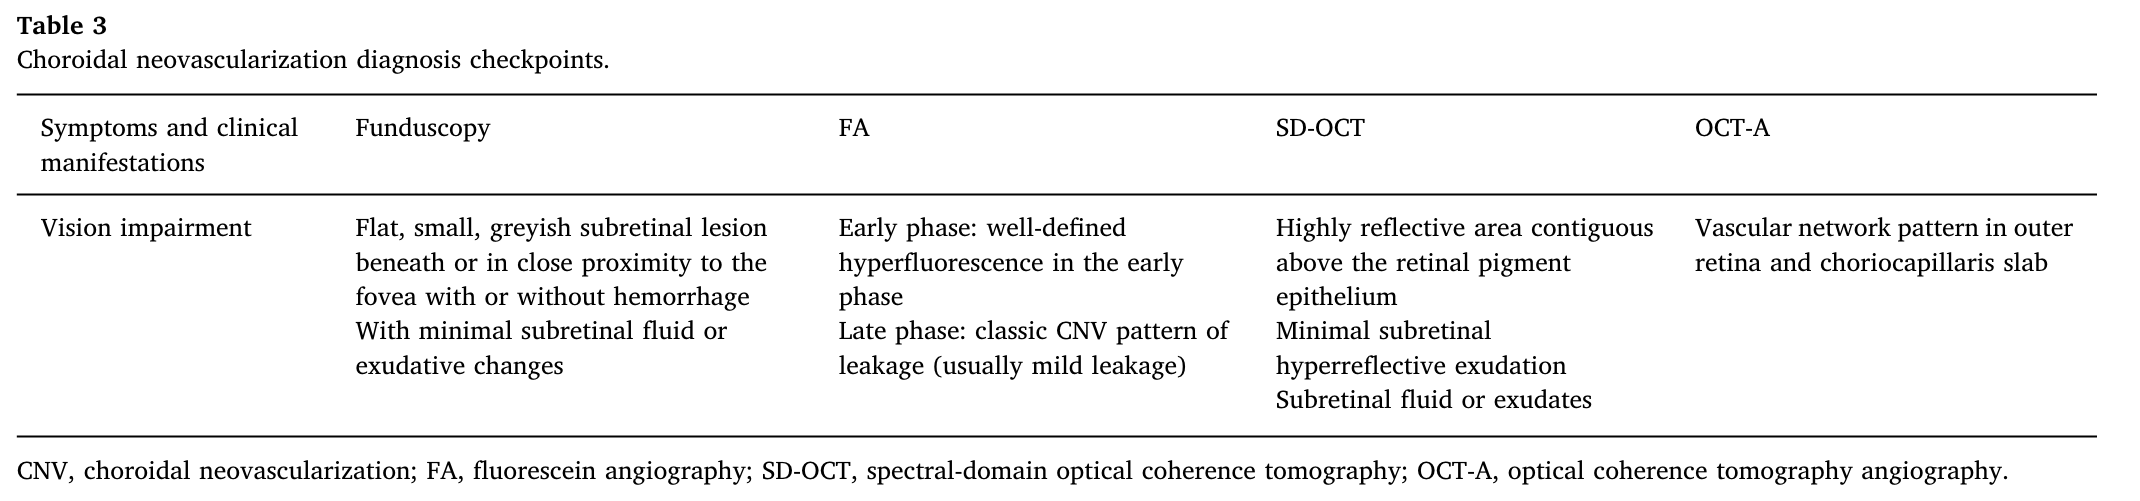 Table 3
Choroidal neovascularization diagnosis checkpoints.
Symptoms and clinical
manifestations
Funduscopy
FA
SD-OCT
OCT-A
Vision impairment
Flat, small, greyish subretinal lesion
beneath or in close proximity to the
fovea with or without hemorrhage
With minimal subretinal fluid or
exudative changes
Early phase: well-defined
hyperfluorescence in the early
phase
Late phase: classic CNV pattern of
leakage (usually mild leakage)
Highly reflective area contiguous
above the retinal pigment
epithelium
Minimal subretinal
hyperreflective exudation
Subretinal fluid or exudates
Vascular network pattern in outer
retina and choriocapillaris slab
CNV, choroidal neovascularization; FA, fluorescein angiography; SD-OCT, spectral-domain optical coherence tomography; OCT-A, optical coherence tomography angiography.